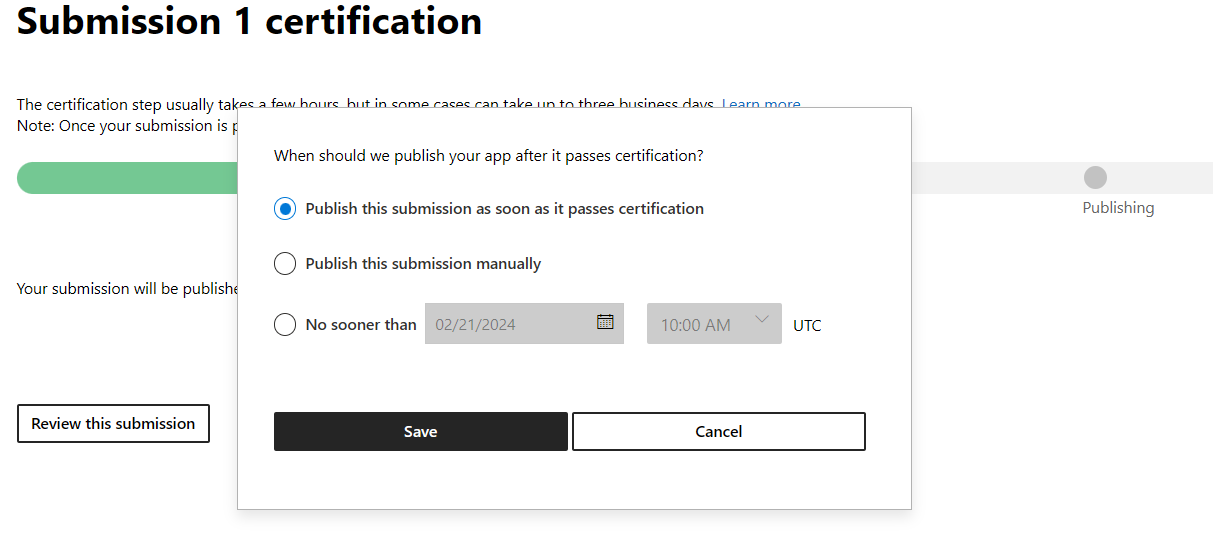 Submission 1 certification
The certification step usually takes a few hours, but in some cases can take up to three business days. Learn more
Note: Once your submission is
When should we publish your app after it passes certification?
Publish this submission as soon as it passes certification
Publishing
Publish this submission manually
Your submission will be
No sooner than 02/21/2024 10:00 AM UTC
Review this submission
Save Cancel